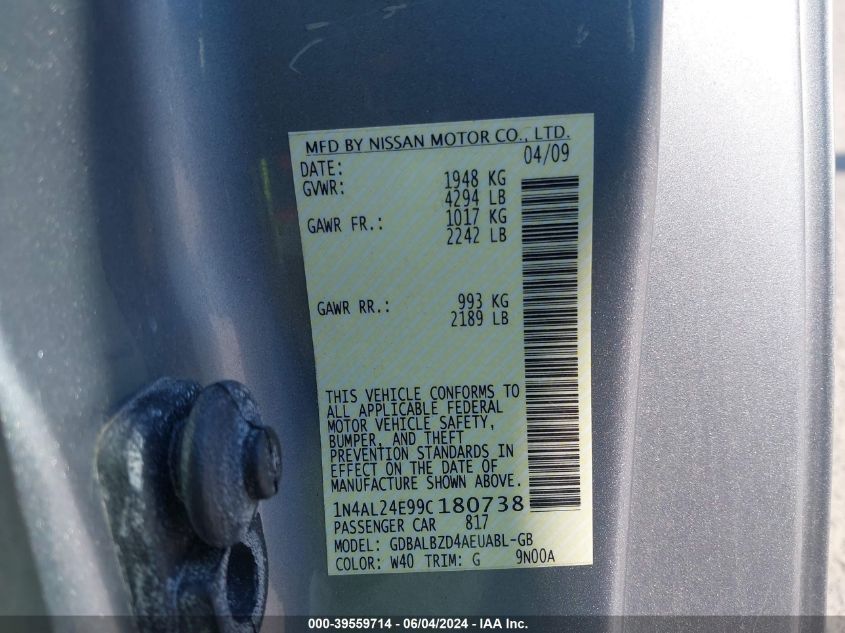 MFD BY NISSAN MOTOR CO., LTD.
DATE: 04/09
GVWR: 1948 KG
4294 LB
GAWR FR.: 1017 KG
2242 LB
GAWR RR.: 993 KG
2189 LB
THIS VEHICLE CONFORMS TO
ALL APPLICABLE FEDERAL
MOTOR VEHICLE SAFETY,
BUMPER, AND THEFT
PREVENTION STANDARDS IN
EFFECT ON THE DATE OF
MANUFACTURE SHOWN ABOVE.
1N4AL24E99C180738
PASSENGER CAR 817
MODEL: GDBALBZD4AEUABL-GB
COLOR: W40 TRIM: G 9N00A
000-39559714 - 06/04/2024 - IAA Inc.